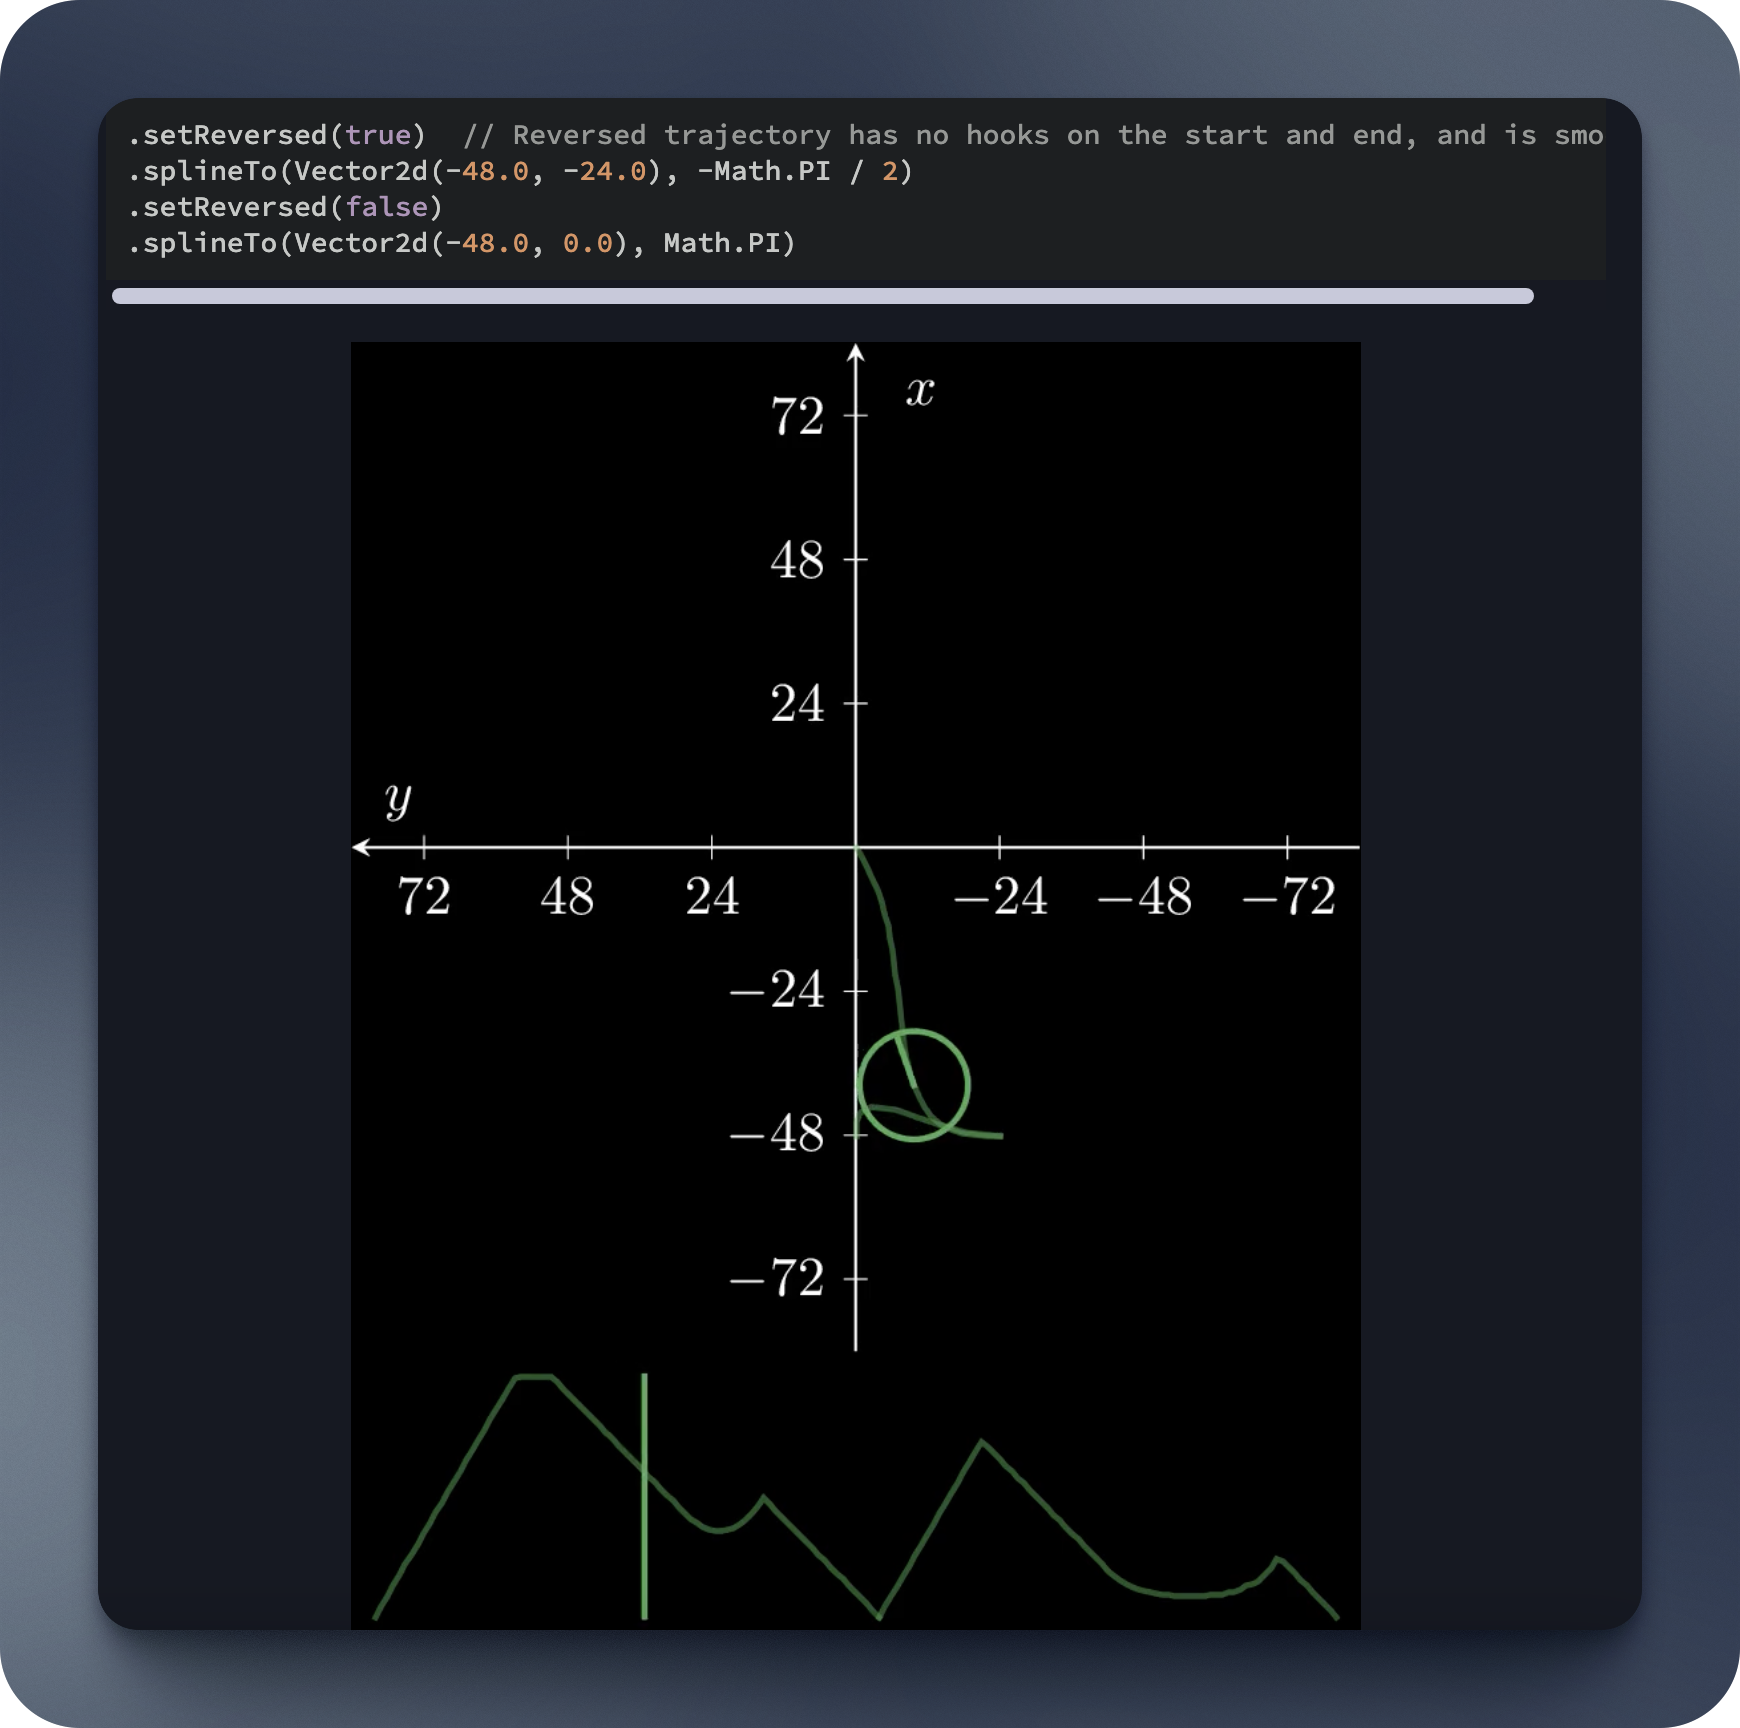 .setReversed(true)  // Reversed trajectory has no hooks on the start and end, and is smo
.splineTo(Vector2d(-48.0, -24.0), -Math.PI / 2)
.setReversed(false)
.splineTo(Vector2d(-48.0, 0.0), Math.PI)
x
72
48
24
y
72 48 24 −24 −48 −72
−24
−48
−72